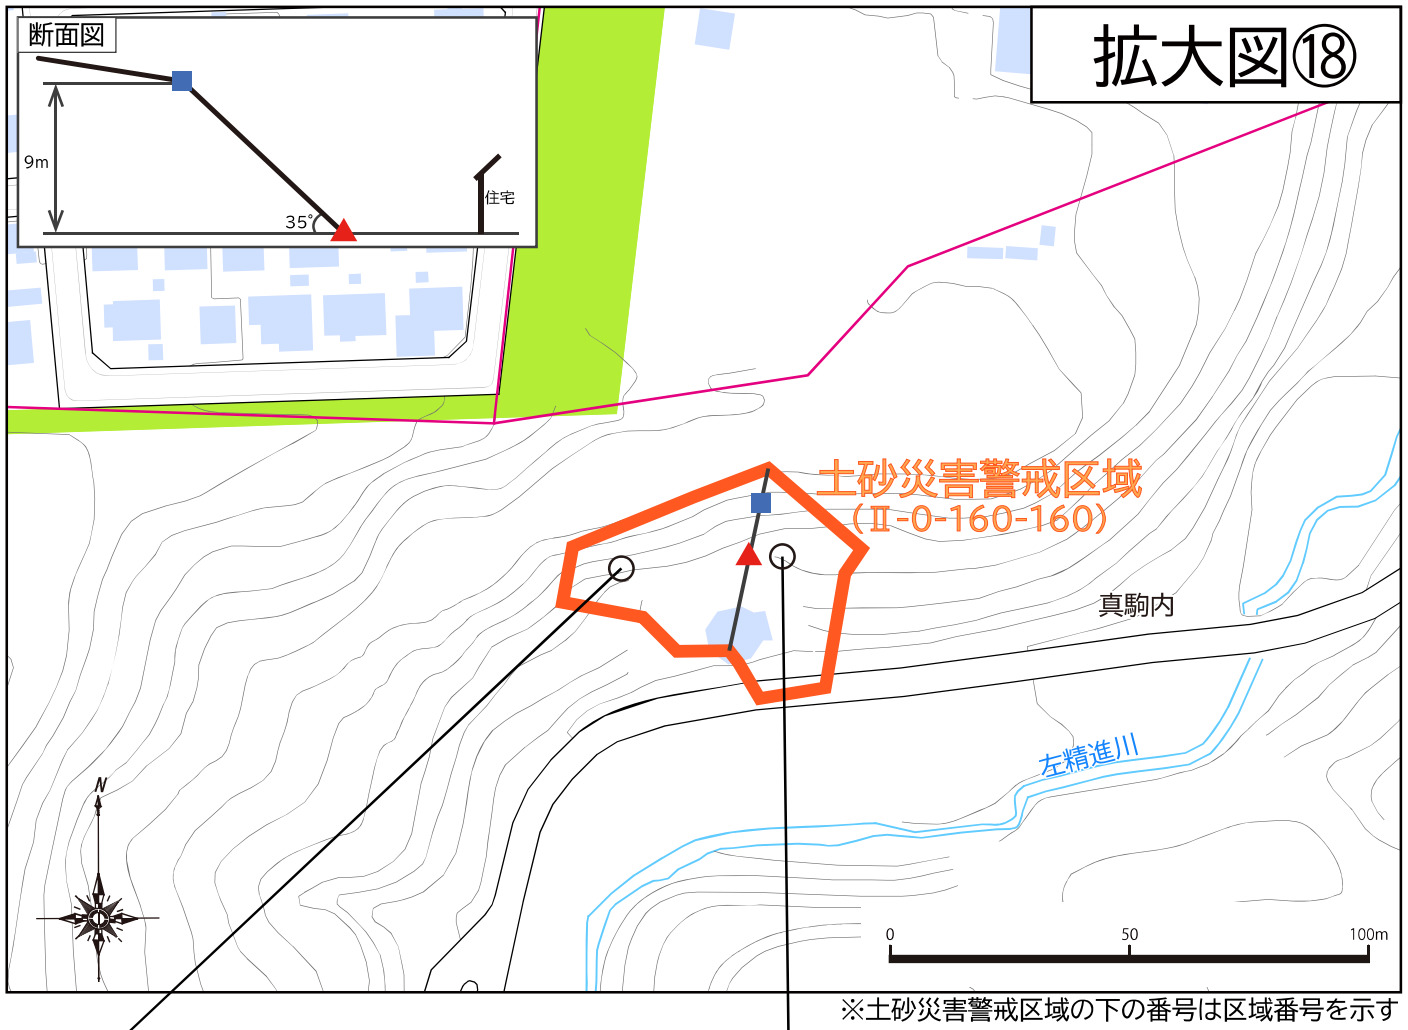 断面図
拡大図⑱
9m
35°
住宅
土砂災害警戒区域
（Ⅱ-0-160-160）
真駒内
左精進川
N
0 50 100m
※土砂災害警戒区域の下の番号は区域番号を示す